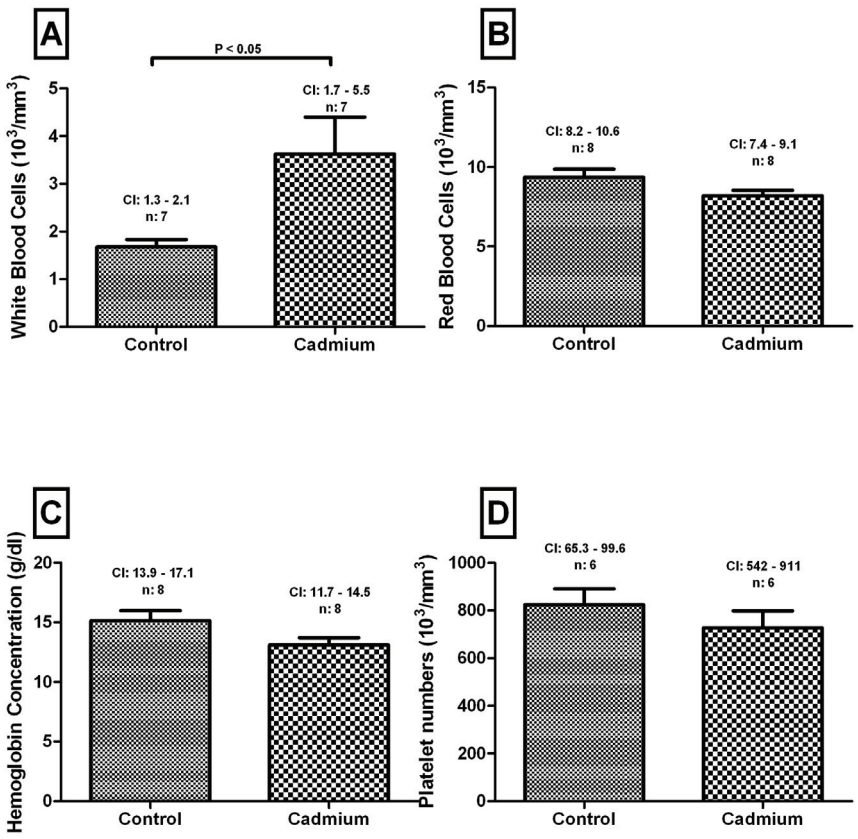 A
P < 0.05
White Blood Cells (10³/mm³)
5
4
3
2
1
0
CI: 1.3 - 2.1
n: 7
CI: 1.7 - 5.5
n: 7
Control
Cadmium
B
Red Blood Cells (10³/mm³)
15
10
5
0
CI: 8.2 - 10.6
n: 8
CI: 7.4 - 9.1
n: 8
Control
Cadmium
C
Hemoglobin Concentration (g/dl)
20
15
10
5
0
CI: 13.9 - 17.1
n: 8
CI: 11.7 - 14.5
n: 8
Control
Cadmium
D
Platelet numbers (10³/mm³)
1000
800
600
400
200
0
CI: 65.3 - 99.6
n: 6
CI: 542 - 911
n: 6
Control
Cadmium